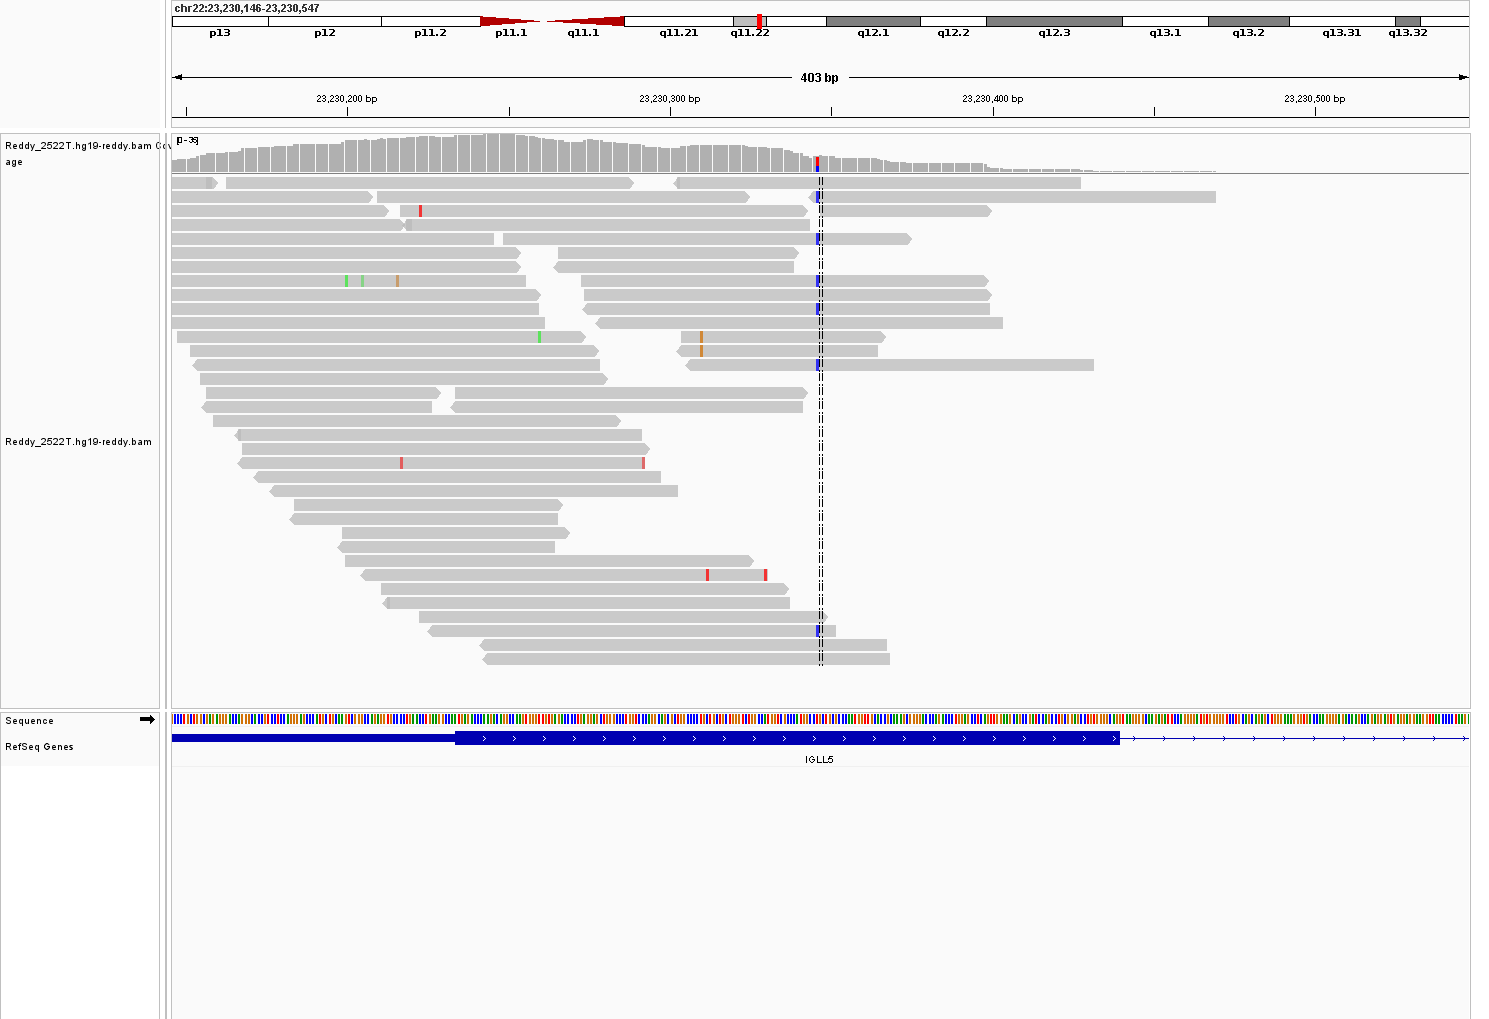 chr22:23,230,146-23,230,547
p13 p12 p11.2 p11.1 q11.1 q11.21 q11.22 q12.1 q12.2 q12.3 q13.1 q13.2 q13.31 q13.32
403 bp
23,230,200 bp 23,230,300 bp 23,230,400 bp 23,230,500 bp
Reddy_2522T.hg19-reddy.bam Cov
age
Reddy_2522T.hg19-reddy.bam
Sequence
RefSeq Genes
IGLL5